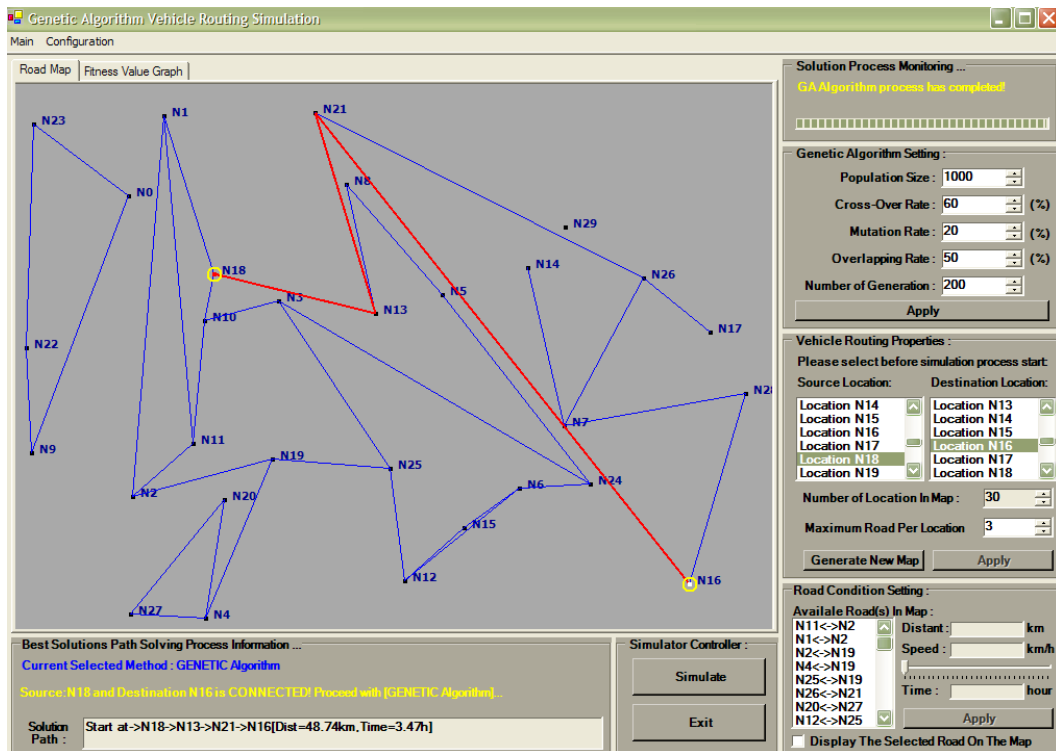 Genetic Algorithm Vehicle Routing Simulation
Main Configuration
Road Map Fitness Value Graph
N23
N1
N21
N0
N8
N29
N18
N14
N26
N3
N5
N10
N13
N17
N22
N28
N7
N9
N11
N19
N25
N2
N20
N6
N24
N15
N12
N16
N27
N4
Solution Process Monitoring ...
GA Algorithm process has completed!
Genetic Algorithm Setting :
Population Size : 1000
Cross-Over Rate : 60 (%)
Mutation Rate : 20 (%)
Overlapping Rate : 50 (%)
Number of Generation : 200
Apply
Vehicle Routing Properties :
Please select before simulation process start:
Source Location: Destination Location:
Location N14 Location N13
Location N15 Location N14
Location N16 Location N15
Location N17 Location N16
Location N18 Location N17
Location N19 Location N18
Number of Location In Map : 30
Maximum Road Per Location 3
Generate New Map Apply
Road Condition Setting :
Availale Road(s) In Map :
N11<->N2
N1<->N2
N2<->N19
N4<->N19
N25<->N19
N26<->N21
N20<->N27
N12<->N25
Distant : km
Speed : km/h
Time : hour
Apply
Display The Selected Road On The Map
Best Solutions Path Solving Process Information ...
Current Selected Method : GENETIC Algorithm
Source:N18 and Destination N16 is CONNECTED! Proceed with [GENETIC Algorithm]...
Solution Path : Start at->N18->N13->N21->N16[Dist=48.74km,Time=3.47h]
Simulator Controller :
Simulate
Exit